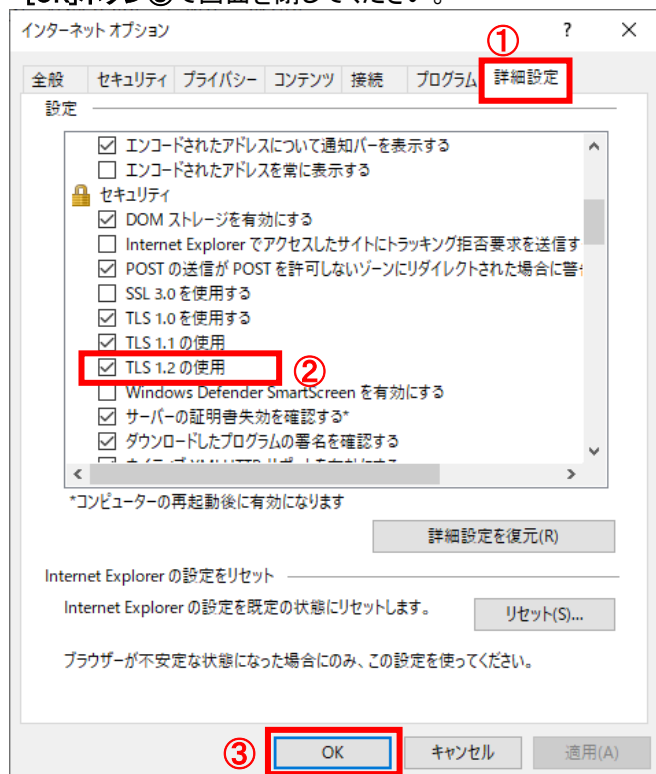 [OK]ボタン③で画面を閉じてください。
インターネット オプション ? ×
①
全般 セキュリティ プライバシー コンテンツ 接続 プログラム 詳細設定
設定
エンコードされたアドレスについて通知バーを表示する
エンコードされたアドレスを常に表示する
セキュリティ
DOM ストレージを有効にする
Internet Explorer でアクセスしたサイトにトラッキング拒否要求を送信す
POST の送信が POST を許可しないゾーンにリダイレクトされた場合に警
SSL 3.0 を使用する
TLS 1.0 を使用する
TLS 1.1 の使用
TLS 1.2 の使用 ②
Windows Defender SmartScreen を有効にする
サーバーの証明書失効を確認する*
ダウンロードしたプログラムの署名を確認する
*コンピューターの再起動後に有効になります
詳細設定を復元(R)
Internet Explorer の設定をリセット
Internet Explorer の設定を既定の状態にリセットします。 リセット(S)...
ブラウザーが不安定な状態になった場合にのみ、この設定を使ってください。
③ OK キャンセル 適用(A)